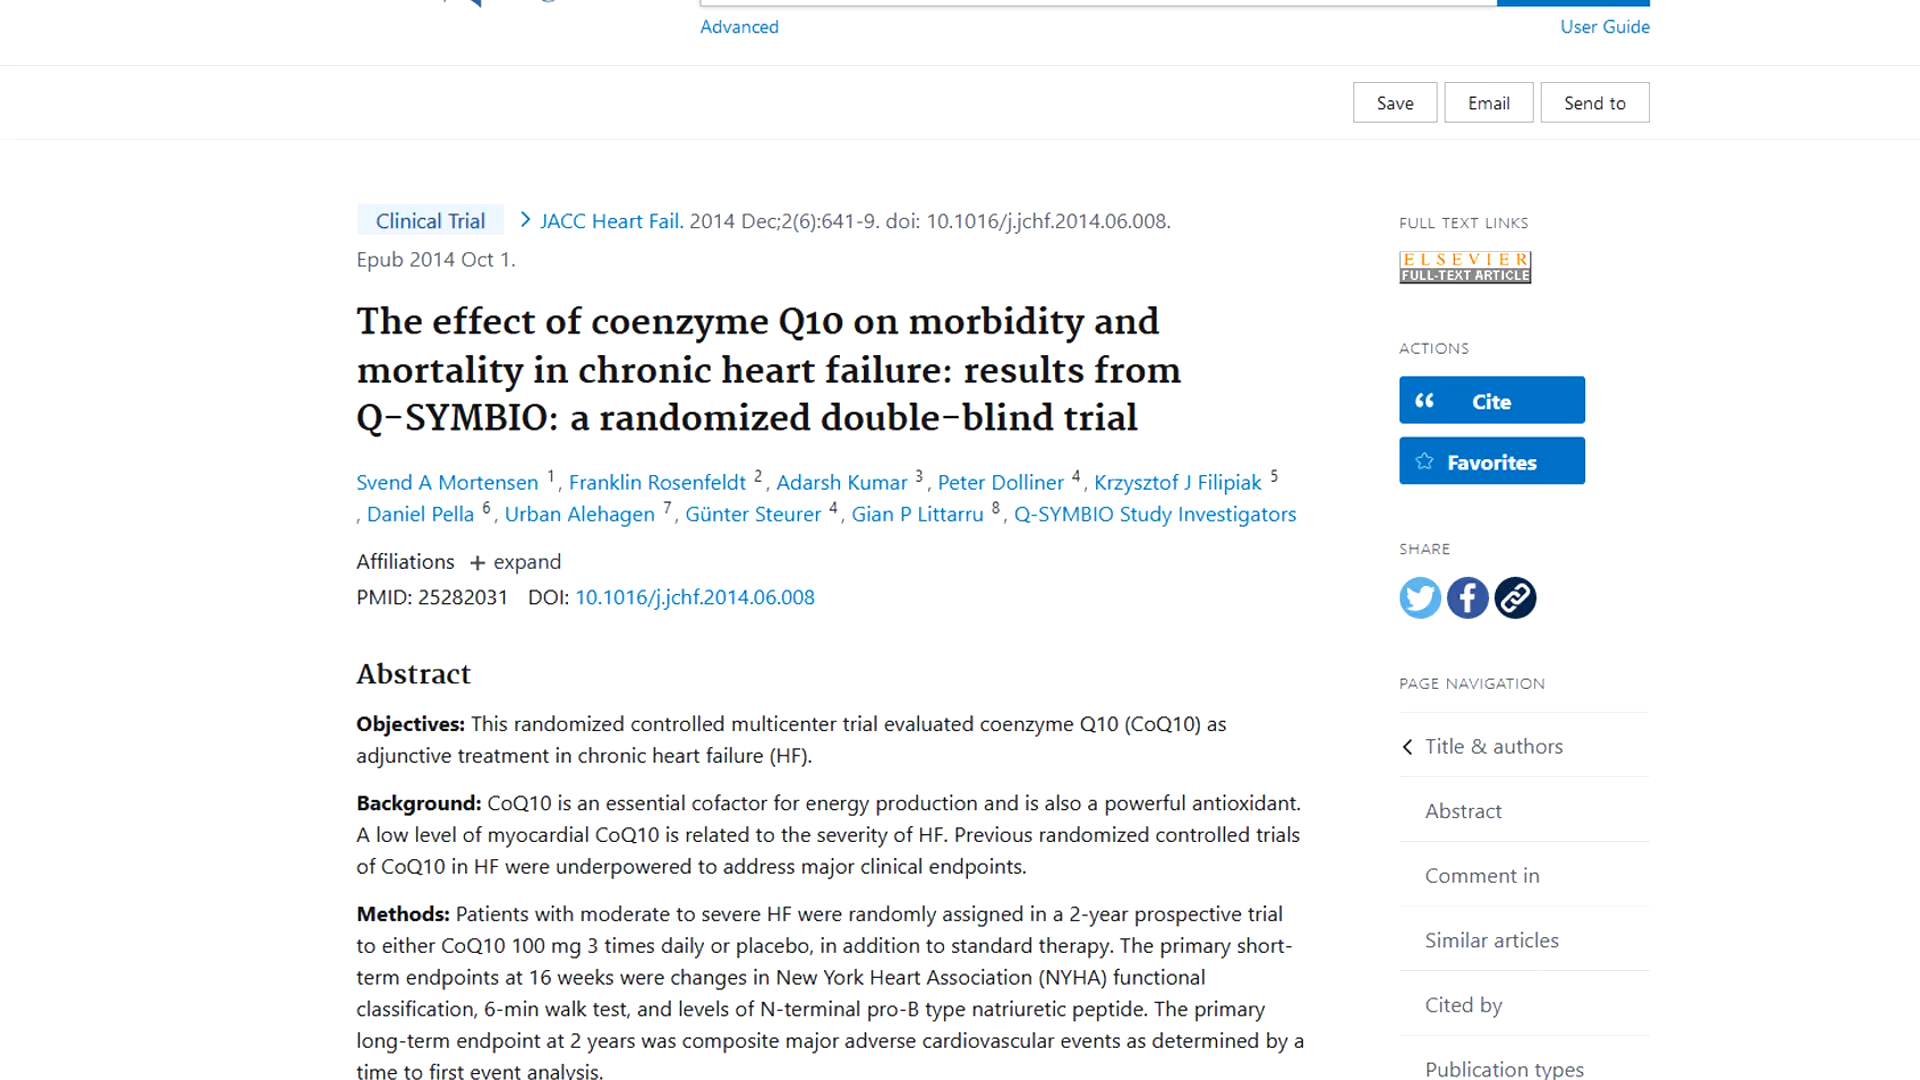 Advanced
User Guide
Save
Email
Send to
Clinical Trial
JACC Heart Fail. 2014 Dec;2(6):641-9. doi: 10.1016/j.jchf.2014.06.008.
Epub 2014 Oct 1.
The effect of coenzyme Q10 on morbidity and
mortality in chronic heart failure: results from
Q-SYMBIO: a randomized double-blind trial
Svend A Mortensen 1, Franklin Rosenfeldt 2, Adarsh Kumar 3, Peter Dolliner 4, Krzysztof J Filipiak 5
, Daniel Pella 6, Urban Alehagen 7, Günter Steurer 4, Gian P Littarru 8, Q-SYMBIO Study Investigators
Affiliations + expand
PMID: 25282031 DOI: 10.1016/j.jchf.2014.06.008
Abstract
Objectives: This randomized controlled multicenter trial evaluated coenzyme Q10 (CoQ10) as
adjunctive treatment in chronic heart failure (HF).
Background: CoQ10 is an essential cofactor for energy production and is also a powerful antioxidant.
A low level of myocardial CoQ10 is related to the severity of HF. Previous randomized controlled trials
of CoQ10 in HF were underpowered to address major clinical endpoints.
Methods: Patients with moderate to severe HF were randomly assigned in a 2-year prospective trial
to either CoQ10 100 mg 3 times daily or placebo, in addition to standard therapy. The primary short-
term endpoints at 16 weeks were changes in New York Heart Association (NYHA) functional
classification, 6-min walk test, and levels of N-terminal pro-B type natriuretic peptide. The primary
long-term endpoint at 2 years was composite major adverse cardiovascular events as determined by a
time to first event analysis.
FULL TEXT LINKS
ELSEVIER
FULL-TEXT ARTICLE
ACTIONS
Cite
Favorites
SHARE
PAGE NAVIGATION
Title & authors
Abstract
Comment in
Similar articles
Cited by
Publication types